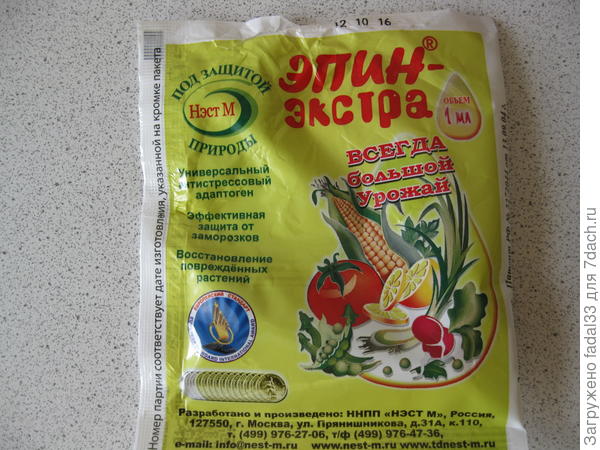 12 10 16
ПОД ЗАЩИТОЙ
Нэст М
ПРИРОДЫ
ЭПИН-®
ЭКСТРА
ОБЪЕМ
1 мл
ВСЕГДА
большой
Урожай
Универсальный
антистрессовый
адаптоген
Эффективная
защита от
заморозков
Восстановление
повреждённых
растений
Номер партии соответствует дате изготовления, указанной на кромке пакета
Разработано и произведено: ННПП «НЭСТ М», Россия,
127550, г. Москва, ул. Прянишникова, д.31А, к.110,
т. (499) 976-27-06, т/ф (499) 976-47-36,
e-mail: info@nest-m.ru www.nest-m.ru www.tdnest-m.ru
Загружено fadal33 для 7dach.ru